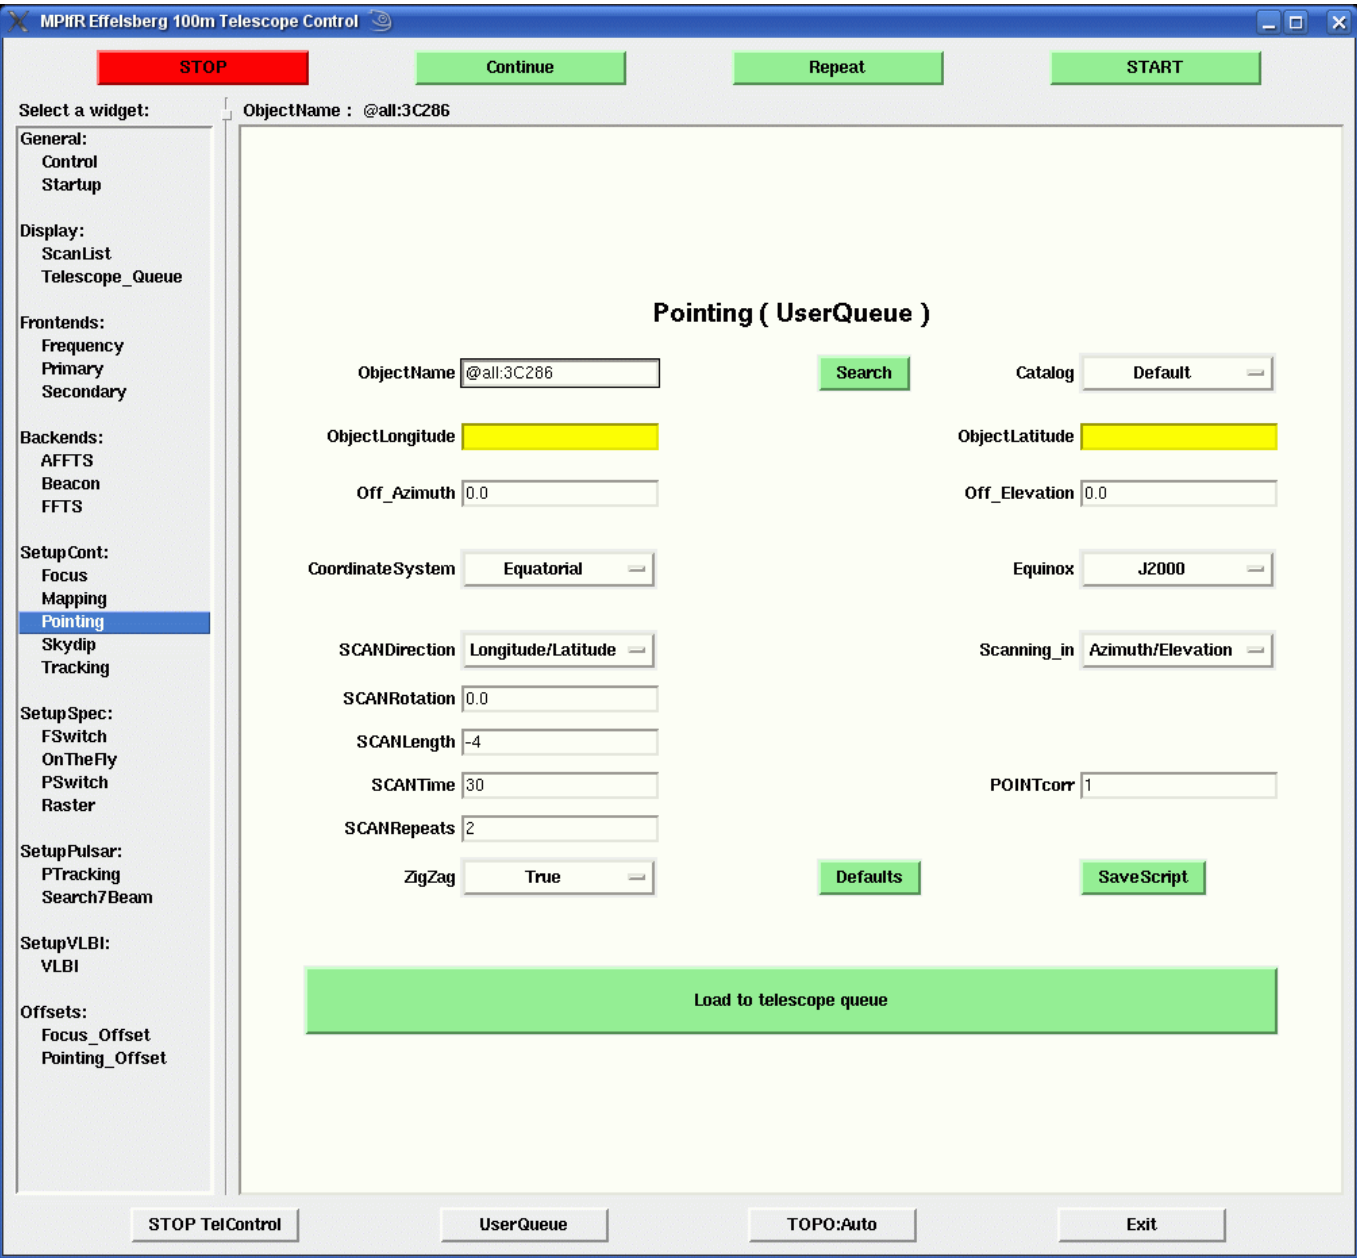 MPIfR Effelsberg 100m Telescope Control
STOP Continue Repeat START
Select a widget:
ObjectName : @all:3C286
General:
Control
Startup
Display:
ScanList
Telescope_Queue
Frontends:
Frequency
Primary
Secondary
Backends:
AFFTS
Beacon
FFTS
SetupCont:
Focus
Mapping
Pointing
Skydip
Tracking
SetupSpec:
FSwitch
OnTheFly
PSwitch
Raster
SetupPulsar:
PTracking
Search7Beam
SetupVLBI:
VLBI
Offsets:
Focus_Offset
Pointing_Offset
Pointing ( UserQueue )
ObjectName @all:3C286 Search Catalog Default
ObjectLongitude ObjectLatitude
Off_Azimuth 0.0 Off_Elevation 0.0
CoordinateSystem Equatorial Equinox J2000
SCANDirection Longitude/Latitude Scanning_in Azimuth/Elevation
SCANRotation 0.0
SCANLength -4
SCANTime 30 POINTcorr 1
SCANRepeats 2
ZigZag True Defaults SaveScript
Load to telescope queue
STOP TelControl UserQueue TOPO:Auto Exit